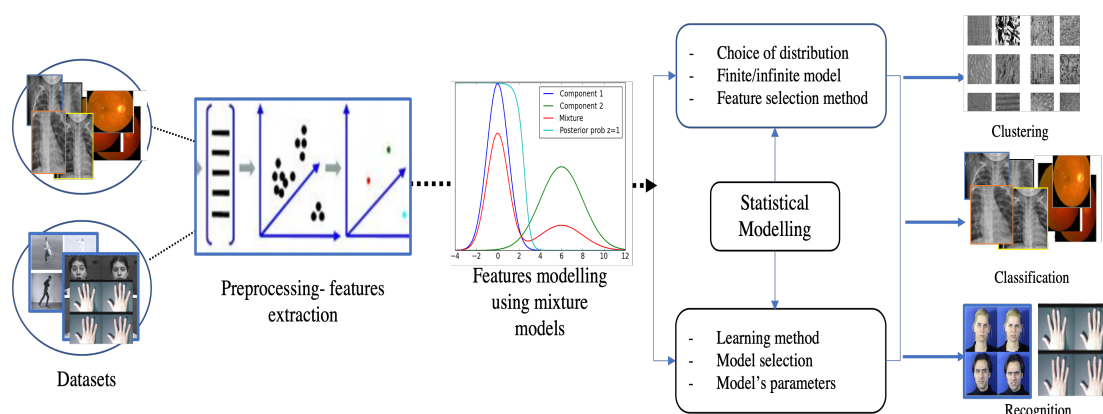 Datasets
Preprocessing- features
extraction
Component 1
Component 2
Mixture
Posterior prob z=1
−4 −2 0 2 4 6 8 10 12
Features modelling
using mixture
models
- Choice of distribution
- Finite/infinite model
- Feature selection method
Statistical
Modelling
- Learning method
- Model selection
- Model's parameters
Clustering
Classification
Recognition